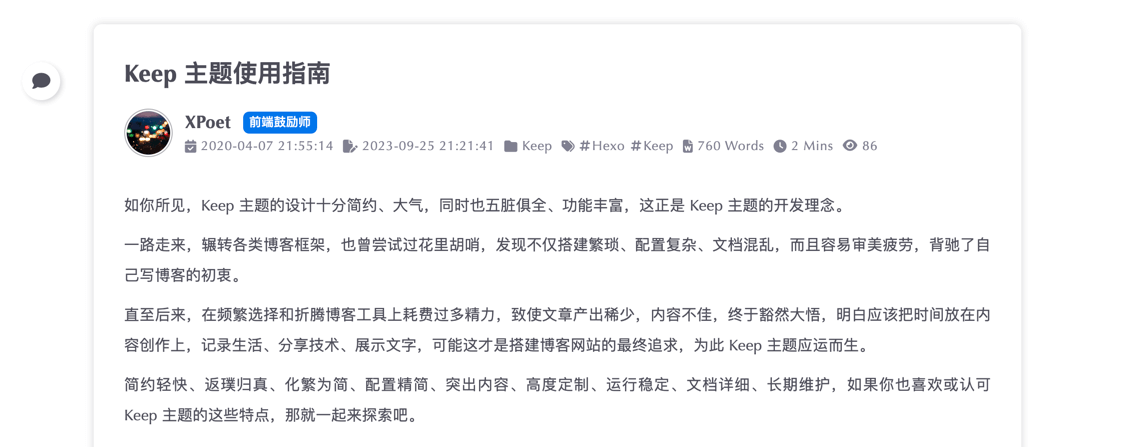 Keep 主题使用指南
XPoet 前端鼓励师
2020-04-07 21:55:14 2023-09-25 21:21:41 Keep #Hexo #Keep 760 Words 2 Mins 86
如你所见，Keep 主题的设计十分简约、大气，同时也五脏俱全、功能丰富，这正是 Keep 主题的开发理念。
一路走来，辗转各类博客框架，也曾尝试过花里胡哨，发现不仅搭建繁琐、配置复杂、文档混乱，而且容易审美疲劳，背驰了自
己写博客的初衷。
直至后来，在频繁选择和折腾博客工具上耗费过多精力，致使文章产出稀少，内容不佳，终于豁然大悟，明白应该把时间放在内
容创作上，记录生活、分享技术、展示文字，可能这才是搭建博客网站的最终追求，为此 Keep 主题应运而生。
简约轻快、返璞归真、化繁为简、配置精简、突出内容、高度定制、运行稳定、文档详细、长期维护，如果你也喜欢或认可
Keep 主题的这些特点，那就一起来探索吧。